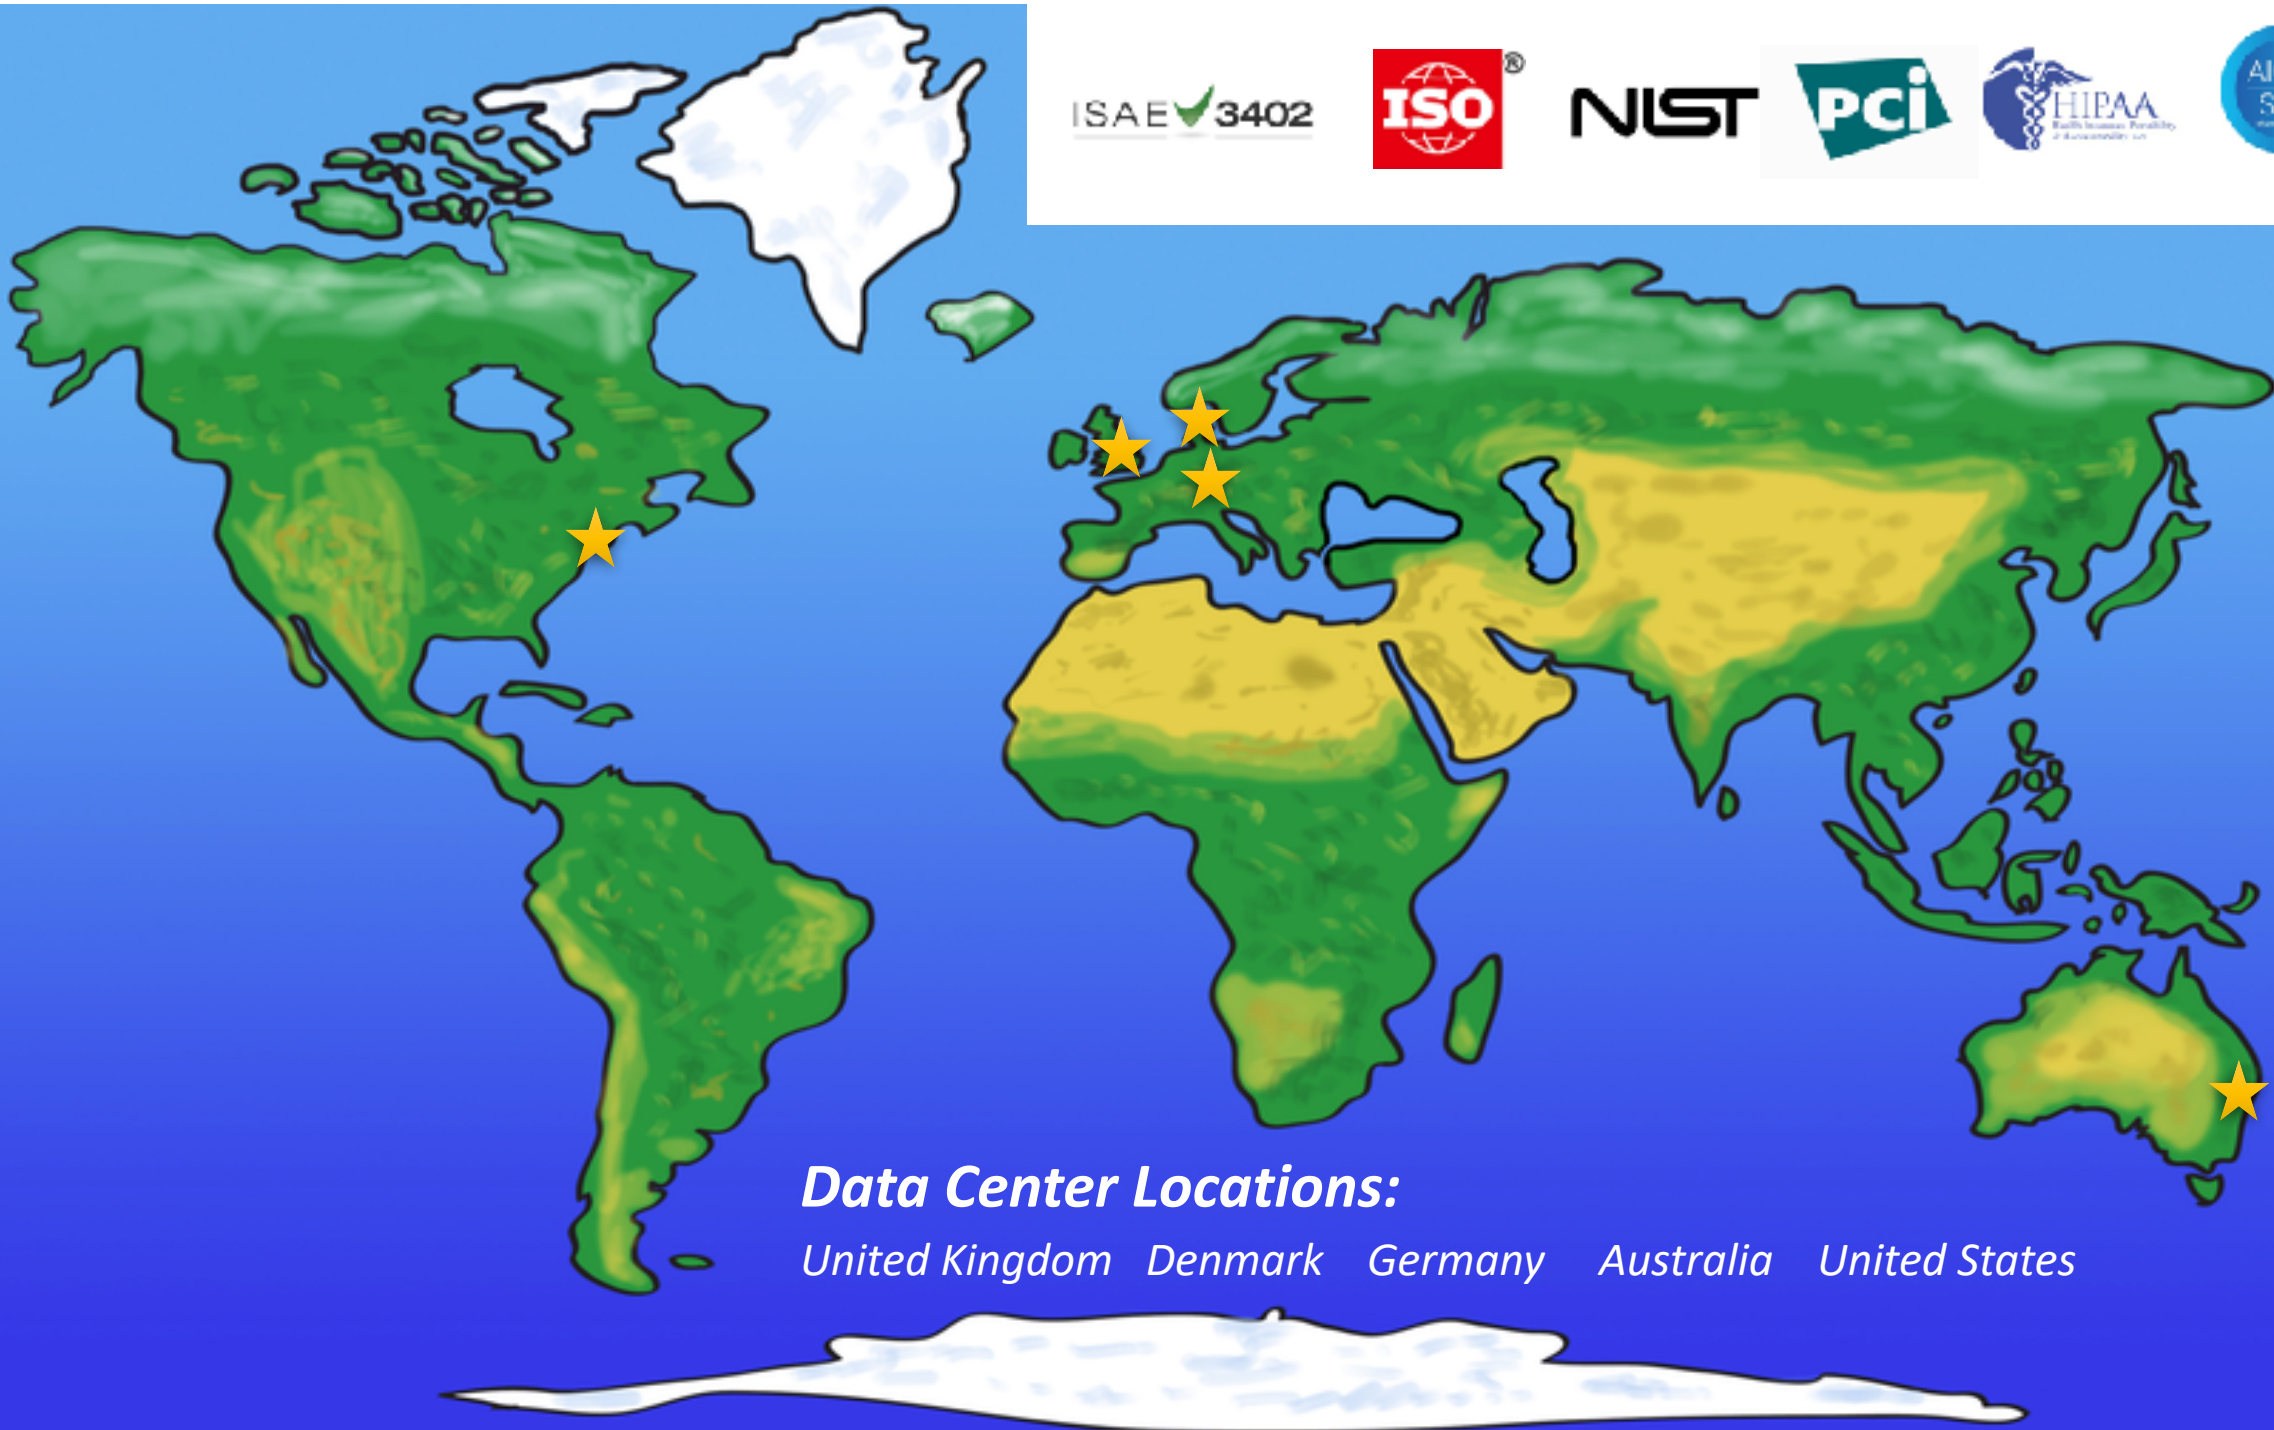 ISAE 3402
ISO ®
NIST
PCI
HIPAA
Data Center Locations:
United Kingdom Denmark Germany Australia United States